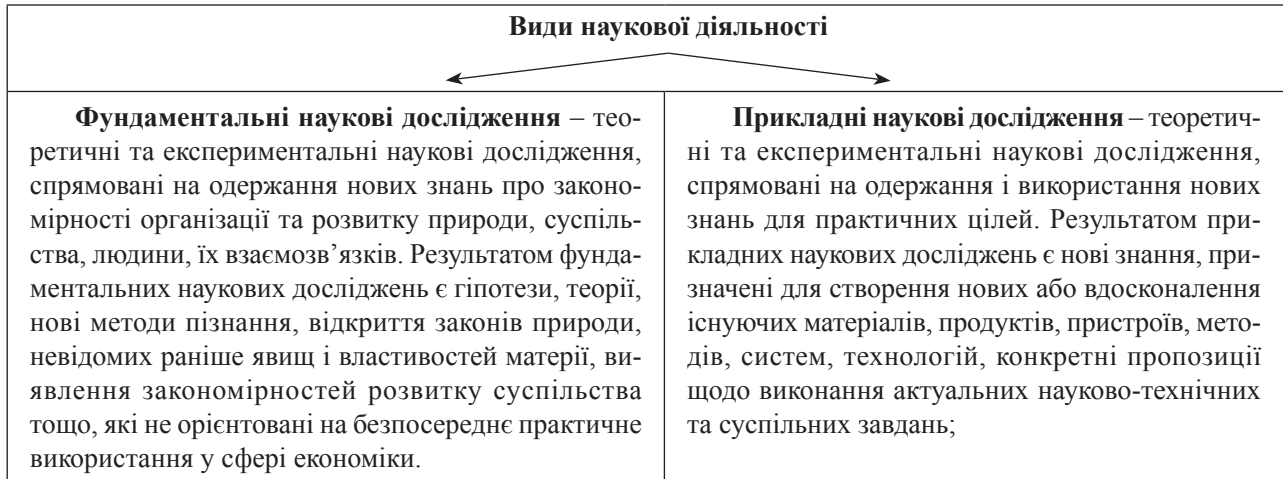 Види наукової діяльності
Фундаментальні наукові дослідження – тео-
ретичні та експериментальні наукові дослідження,
спрямовані на одержання нових знань про законо-
мірності організації та розвитку природи, суспіль-
ства, людини, їх взаємозв’язків. Результатом фунда-
ментальних наукових досліджень є гіпотези, теорії,
нові методи пізнання, відкриття законів природи,
невідомих раніше явищ і властивостей матерії, ви-
явлення закономірностей розвитку суспільства
тощо, які не орієнтовані на безпосереднє практичне
використання у сфері економіки.
Прикладні наукові дослідження – теоретич-
ні та експериментальні наукові дослідження,
спрямовані на одержання і використання нових
знань для практичних цілей. Результатом при-
кладних наукових досліджень є нові знання, при-
значені для створення нових або вдосконалення
існуючих матеріалів, продуктів, пристроїв, мето-
дів, систем, технологій, конкретні пропозиції
щодо виконання актуальних науково-технічних
та суспільних завдань;